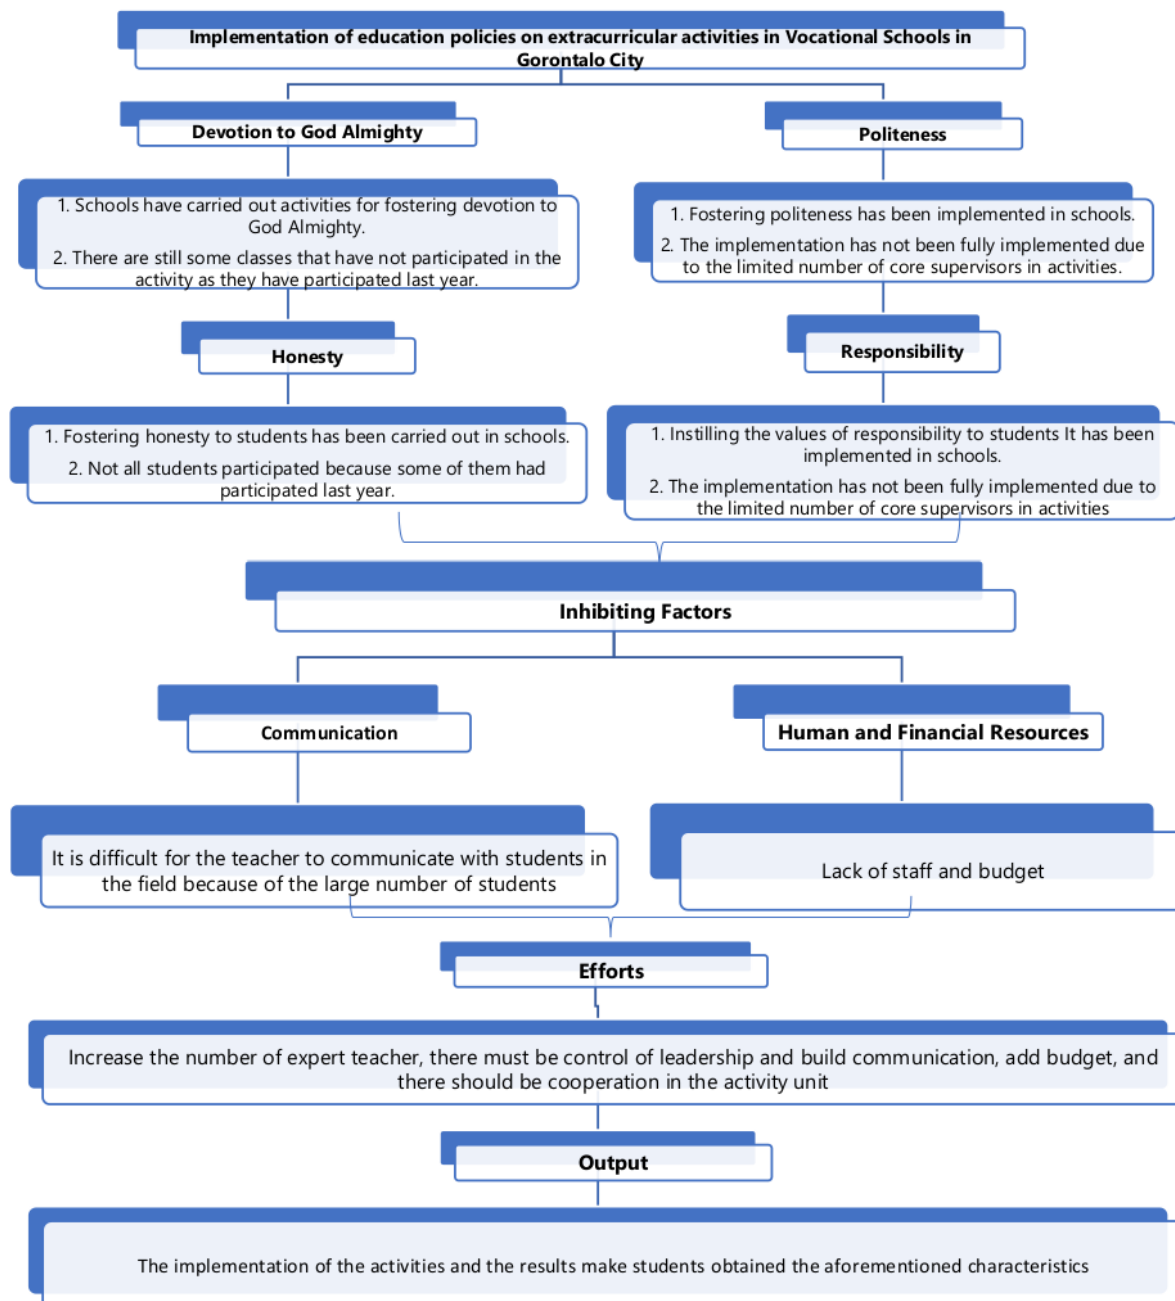 Implementation of education policies on extracurricular activities in Vocational Schools in
Gorontalo City
Devotion to God Almighty
Politeness
1. Schools have carried out activities for fostering devotion to
God Almighty.
2. There are still some classes that have not participated in the
activity as they have participated last year.
1. Fostering politeness has been implemented in schools.
2. The implementation has not been fully implemented due
to the limited number of core supervisors in activities.
Honesty
Responsibility
1. Fostering honesty to students has been carried out in schools.
2. Not all students participated because some of them had
participated last year.
1. Instilling the values of responsibility to students It has been
implemented in schools.
2. The implementation has not been fully implemented due to
the limited number of core supervisors in activities
Inhibiting Factors
Communication
Human and Financial Resources
It is difficult for the teacher to communicate with students in
the field because of the large number of students
Lack of staff and budget
Efforts
Increase the number of expert teacher, there must be control of leadership and build communication, add budget, and
there should be cooperation in the activity unit
Output
The implementation of the activities and the results make students obtained the aforementioned characteristics